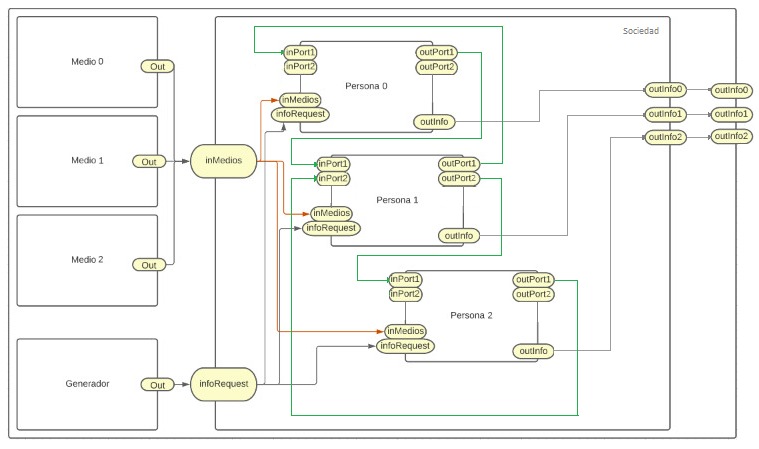 Sociedad
Medio 0
Out
Medio 1
Out
Medio 2
Out
Generador
Out
inMedios
infoRequest
inPort1
inPort2
inMedios
infoRequest
Persona 0
outPort1
outPort2
outInfo
inPort1
inPort2
inMedios
infoRequest
Persona 1
outPort1
outPort2
outInfo
inPort1
inPort2
inMedios
infoRequest
Persona 2
outPort1
outPort2
outInfo
outInfo0
outInfo1
outInfo2
outInfo0
outInfo1
outInfo2